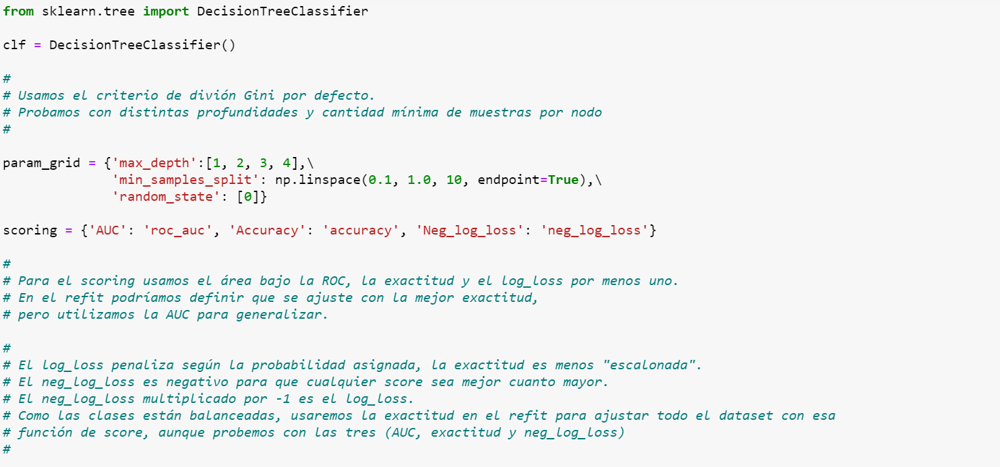 from sklearn.tree import DecisionTreeClassifier
clf = DecisionTreeClassifier()
#
# Usamos el criterio de divión Gini por defecto.
# Probamos con distintas profundidades y cantidad mínima de muestras por nodo
#
param_grid = {'max_depth':[1, 2, 3, 4],\
              'min_samples_split': np.linspace(0.1, 1.0, 10, endpoint=True),\
              'random_state': [0]}
scoring = {'AUC': 'roc_auc', 'Accuracy': 'accuracy', 'Neg_log_loss': 'neg_log_loss'}
#
# Para el scoring usamos el área bajo la ROC, la exactitud y el log_loss por menos uno.
# En el refit podríamos definir que se ajuste con la mejor exactitud,
# pero utilizamos la AUC para generalizar.
#
# El log_loss penaliza según la probabilidad asignada, la exactitud es menos "escalonada".
# El neg_log_loss es negativo para que cualquier score sea mejor cuanto mayor.
# El neg_log_loss multiplicado por -1 es el log_loss.
# Como las clases están balanceadas, usaremos la exactitud en el refit para ajustar todo el dataset con esa
# función de score, aunque probemos con las tres (AUC, exactitud y neg_log_loss)
#